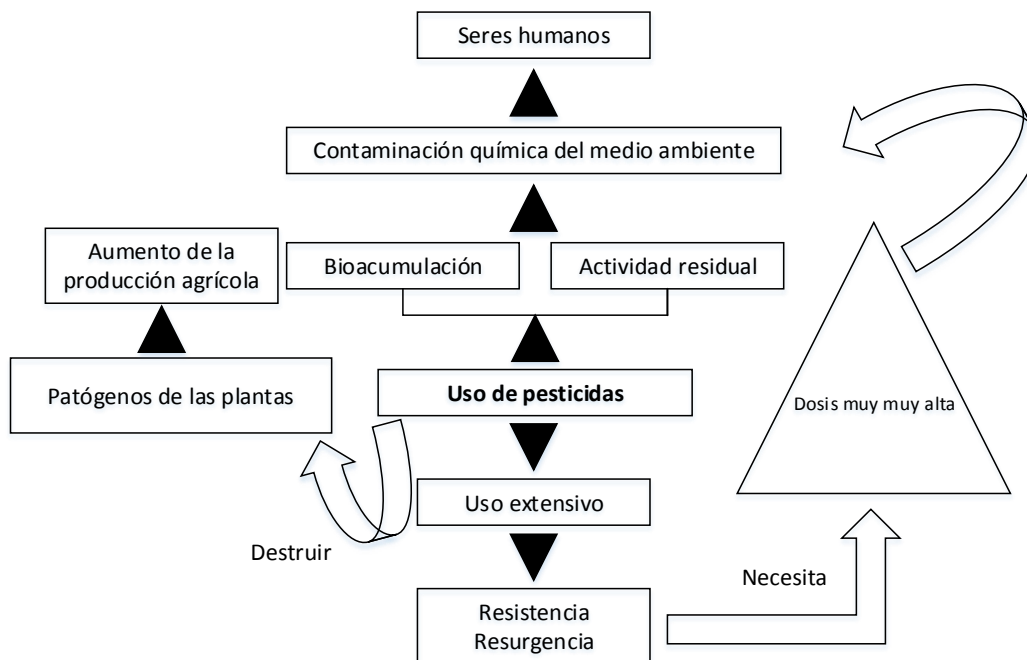 Seres humanos
Contaminación química del medio ambiente
Aumento de la
producción agrícola
Bioacumulación
Actividad residual
Patógenos de las plantas
Uso de pesticidas
Dosis muy muy alta
Uso extensivo
Destruir
Necesita
Resistencia
Resurgencia